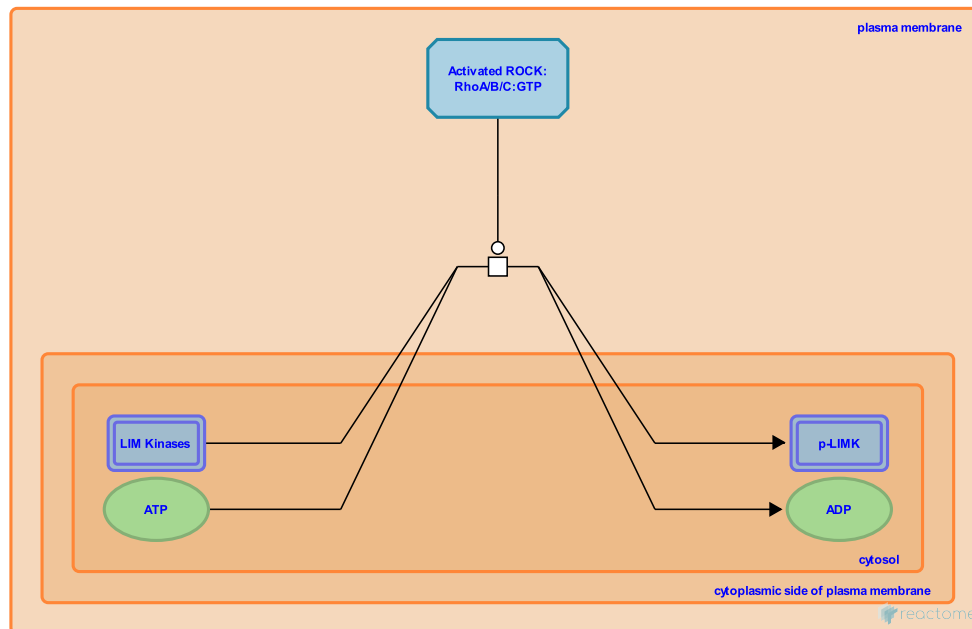 plasma membrane
Activated ROCK:
RhoA/B/C:GTP
LIM Kinases
p-LIMK
ATP
ADP
cytosol
cytoplasmic side of plasma membrane
reactome